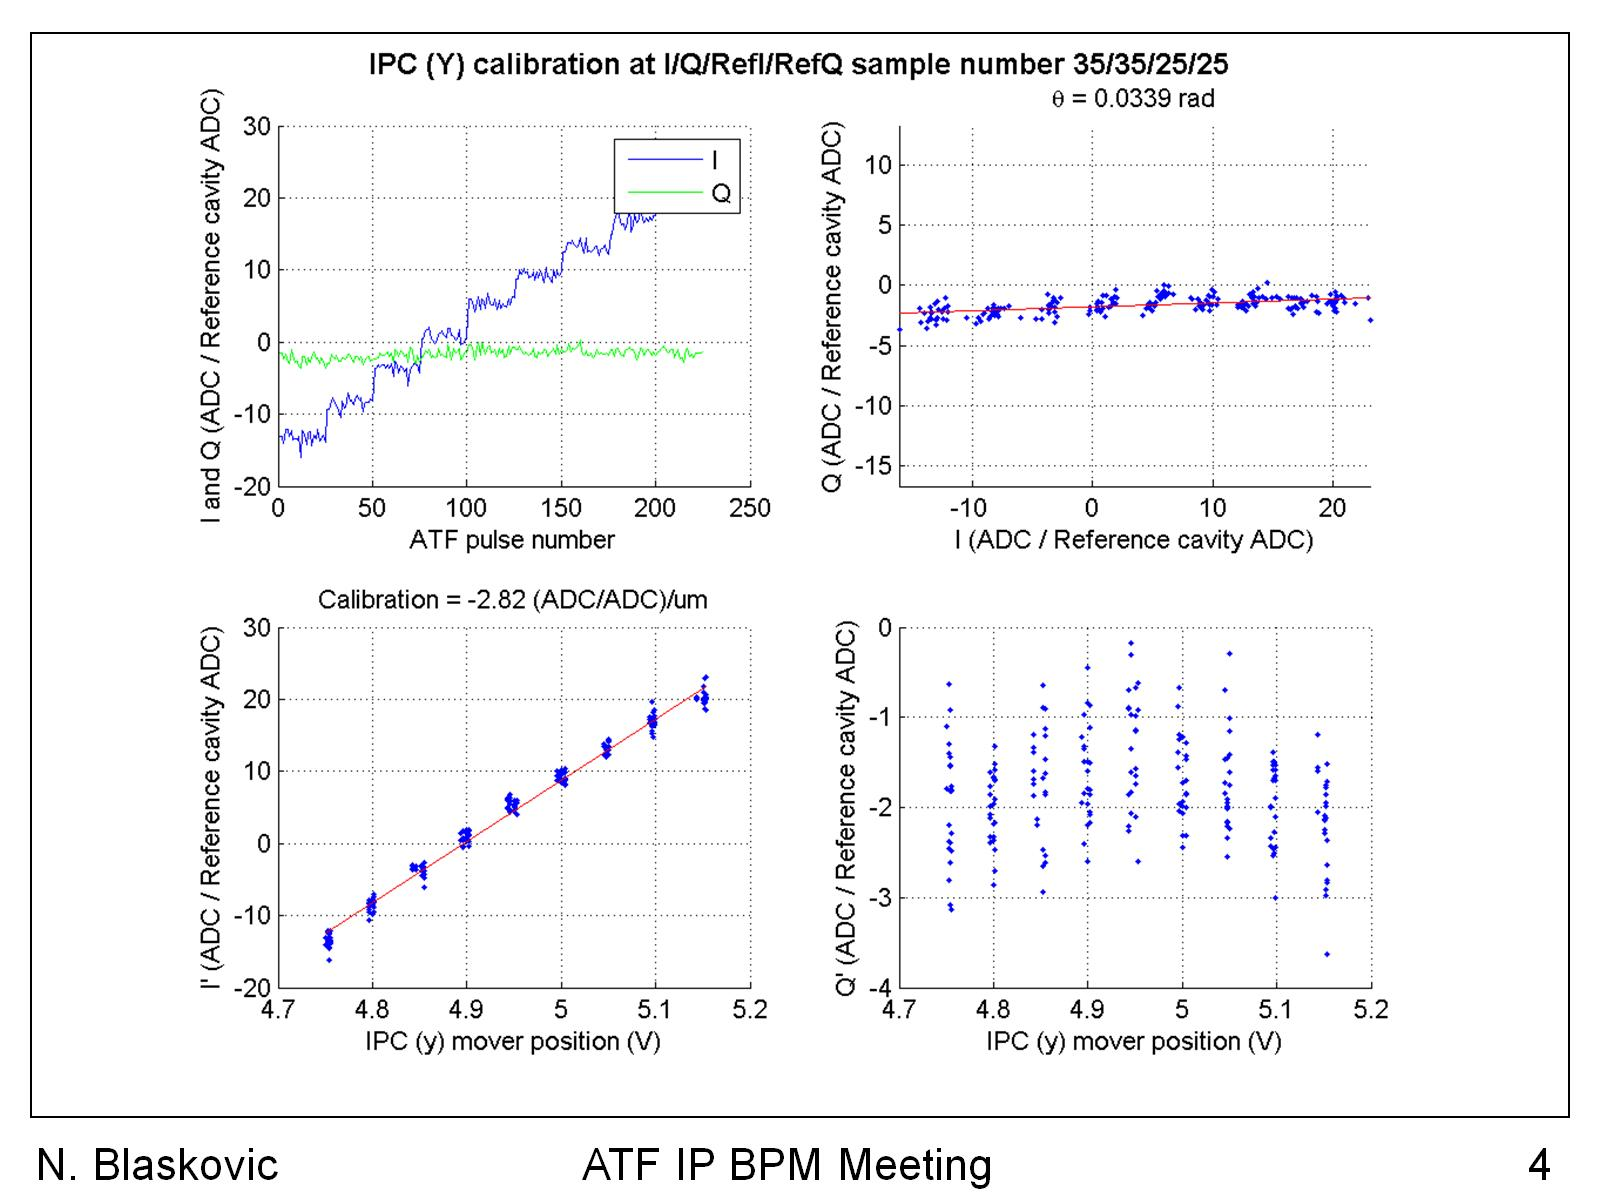 IPC (Y) calibration at I/Q/RefI/RefQ sample number 35/35/25/25
I and Q (ADC / Reference cavity ADC)
30
20
10
0
-10
-20
0 50 100 150 200 250
ATF pulse number
I
Q
θ = 0.0339 rad
Q (ADC / Reference cavity ADC)
10
5
0
-5
-10
-15
-10 0 10 20
I (ADC / Reference cavity ADC)
Calibration = -2.82 (ADC/ADC)/um
I' (ADC / Reference cavity ADC)
30
20
10
0
-10
-20
4.7 4.8 4.9 5 5.1 5.2
IPC (y) mover position (V)
Q' (ADC / Reference cavity ADC)
0
-1
-2
-3
-4
4.7 4.8 4.9 5 5.1 5.2
IPC (y) mover position (V)
N. Blaskovic ATF IP BPM Meeting 4